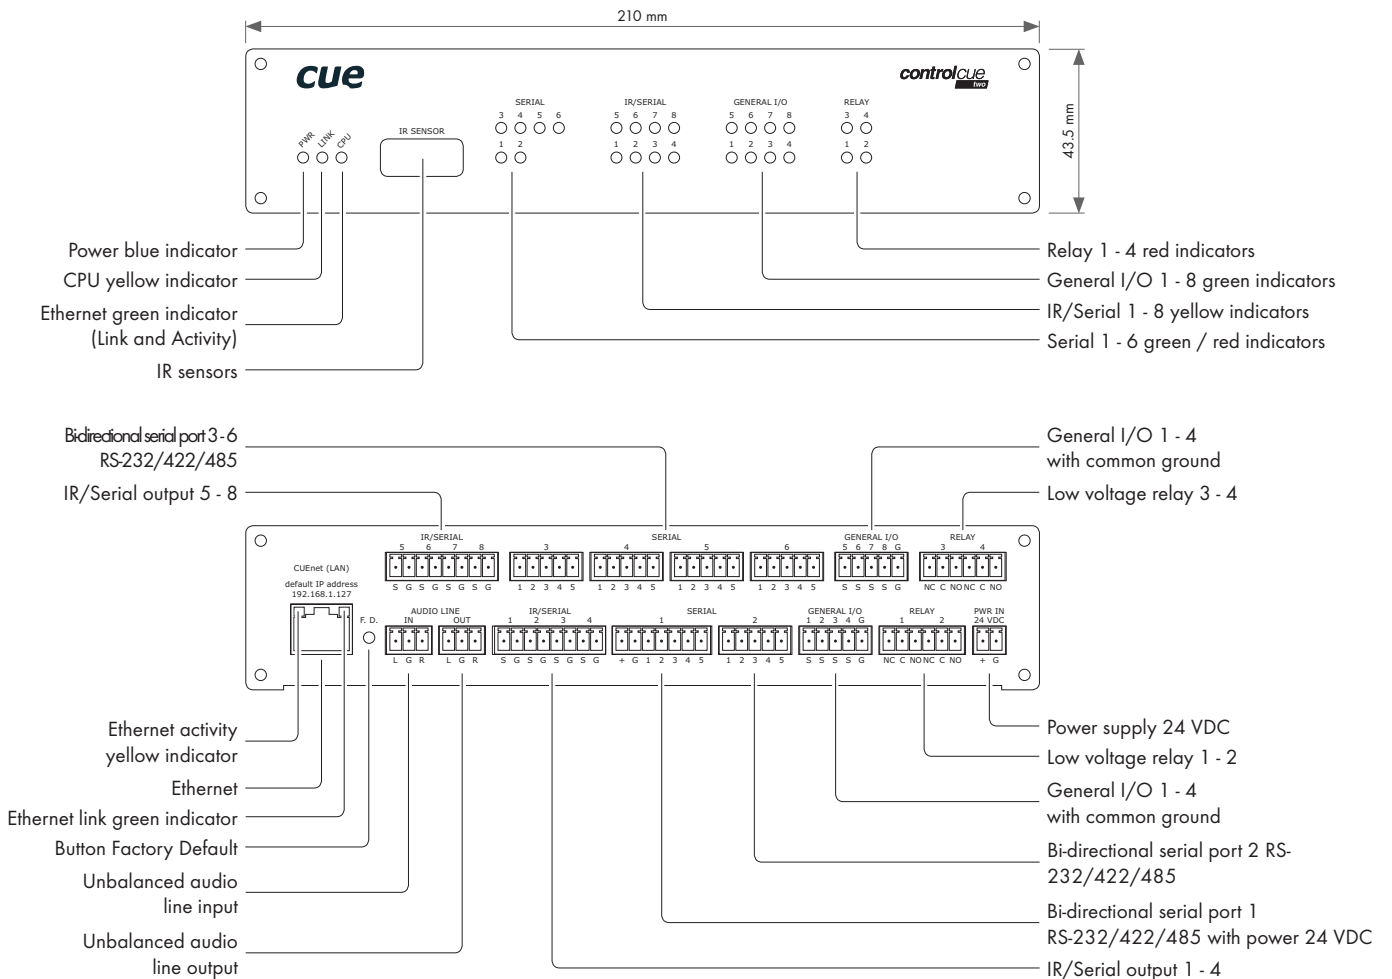 210 mm
cue
controlcue
two
43.5 mm
SERIAL
IR/SERIAL
GENERAL I/O
RELAY
3 4 5 6
5 6 7 8
5 6 7 8
3 4
PWR
LINK
CPU
IR SENSOR
1 2
1 2 3 4
1 2 3 4
1 2
Power blue indicator
CPU yellow indicator
Ethernet green indicator
(Link and Activity)
IR sensors
Relay 1 - 4 red indicators
General I/O 1 - 8 green indicators
IR/Serial 1 - 8 yellow indicators
Serial 1 - 6 green / red indicators
Bi-directional serial port 3 - 6
RS-232/422/485
IR/Serial output 5 - 8
General I/O 1 - 4
with common ground
Low voltage relay 3 - 4
IR/SERIAL
SERIAL
GENERAL I/O
RELAY
5 6 7 8
3
4
5
6
5 6 7 8 G
3 4
S G S G S G S G
1 2 3 4 5
1 2 3 4 5
1 2 3 4 5
1 2 3 4 5
S S S S G
NC C NO NC C NO
CUEnet (LAN)
default IP address
192.168.1.127
F. D.
AUDIO LINE
IN OUT
IR/SERIAL
1 2 3 4
SERIAL
1 2
GENERAL I/O
1 2 3 4 G
RELAY
1 2
PWR IN
24 VDC
L G R
L G R
S G S G S G S G
+ G 1 2 3 4 5
1 2 3 4 5
S S S S G
NC C NO NC C NO
+ G
Ethernet activity
yellow indicator
Ethernet
Ethernet link green indicator
Button Factory Default
Unbalanced audio
line input
Unbalanced audio
line output
Power supply 24 VDC
Low voltage relay 1 - 2
General I/O 1 - 4
with common ground
Bi-directional serial port 2 RS-
232/422/485
Bi-directional serial port 1
RS-232/422/485 with power 24 VDC
IR/Serial output 1 - 4